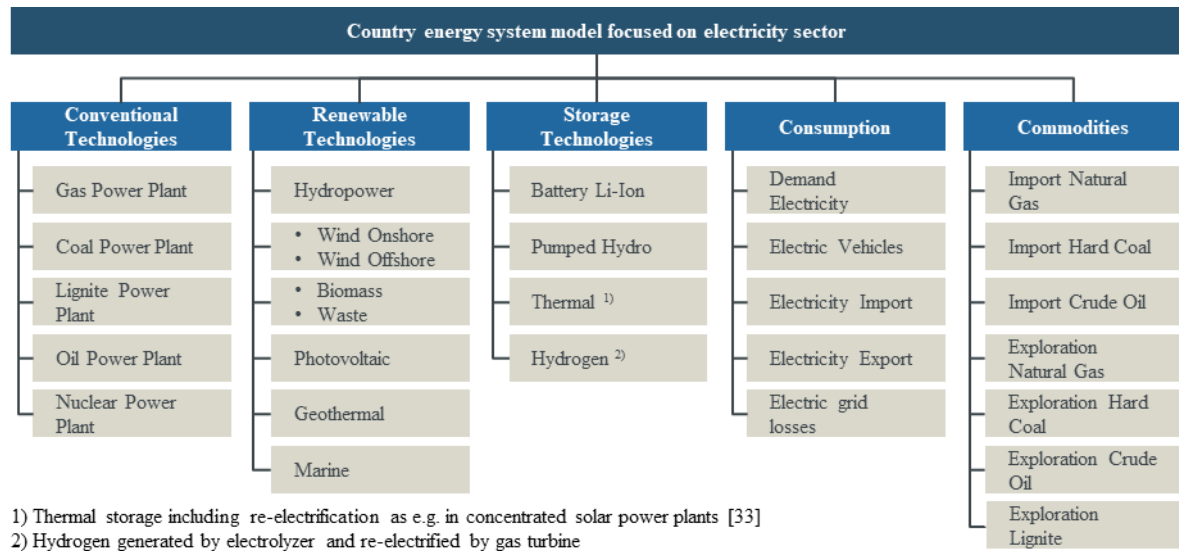 Country energy system model focused on electricity sector
Conventional
Technologies
Gas Power Plant
Coal Power Plant
Lignite Power
Plant
Oil Power Plant
Nuclear Power
Plant
Renewable
Technologies
Hydropower
• Wind Onshore
• Wind Offshore
• Biomass
• Waste
Photovoltaic
Geothermal
Marine
Storage
Technologies
Battery Li-Ion
Pumped Hydro
Thermal 1)
Hydrogen 2)
Consumption
Demand
Electricity
Electric Vehicles
Electricity Import
Electricity Export
Electric grid
losses
Commodities
Import Natural
Gas
Import Hard Coal
Import Crude Oil
Exploration
Natural Gas
Exploration Hard
Coal
Exploration Crude
Oil
Exploration
Lignite
1) Thermal storage including re-electrification as e.g. in concentrated solar power plants [33]
2) Hydrogen generated by electrolyzer and re-electrified by gas turbine